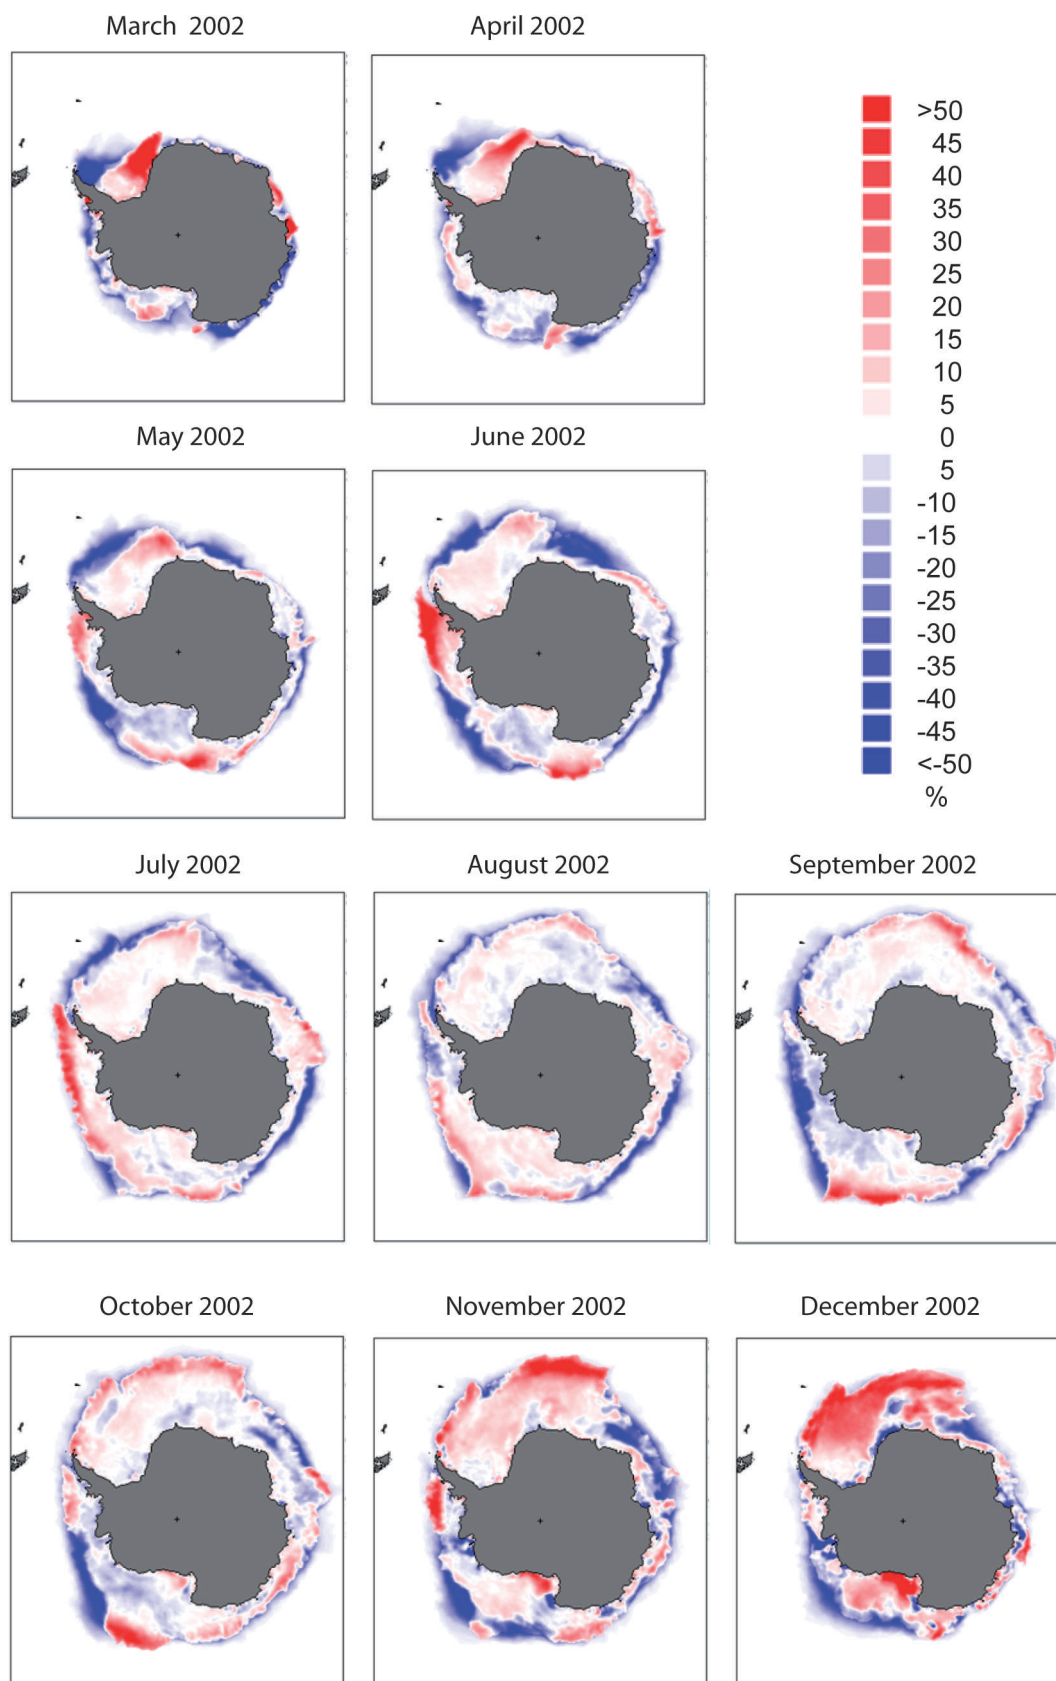 March 2002
April 2002
>50
45
40
35
30
25
20
15
10
5
0
5
-10
-15
-20
-25
-30
-35
-40
-45
<-50
%
May 2002
June 2002
July 2002
August 2002
September 2002
October 2002
November 2002
December 2002